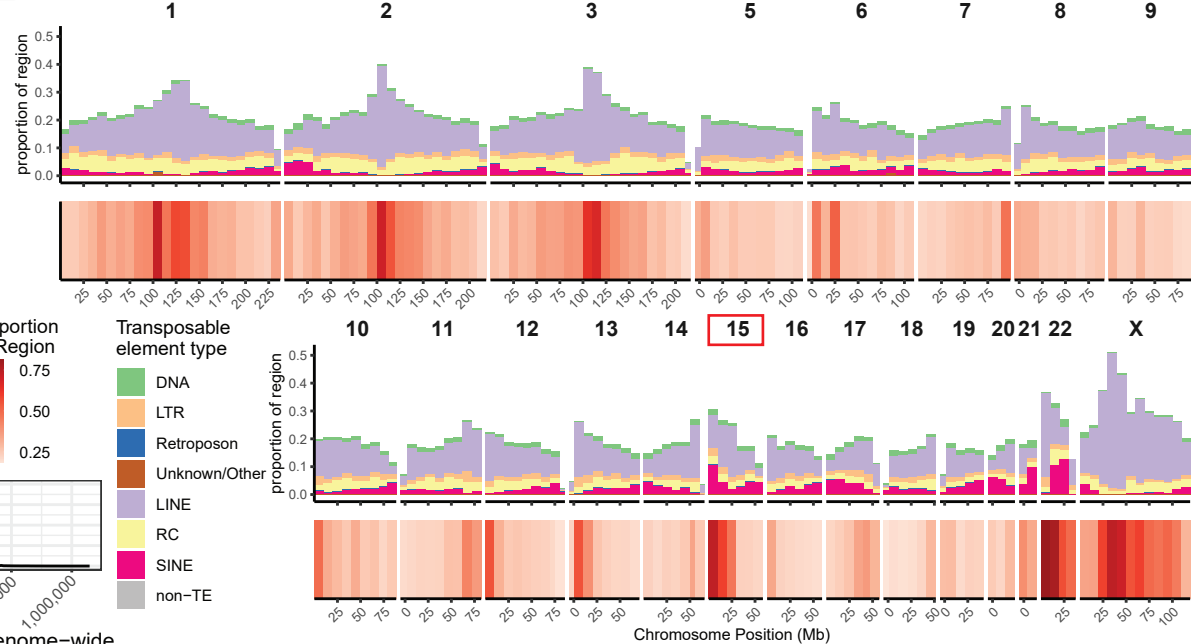 1 2 3 5 6 7 8 9
proportion of region
0.5
0.4
0.3
0.2
0.1
0.0
25 50 75 100 125 150 175 200 225 25 50 75 100 125 150 175 200 25 50 75 100 125 150 175 200 0 25 50 75 100 0 25 50 75 100 25 50 75 0 25 50 75 25 50 75
10 11 12 13 14 15 16 17 18 19 20 21 22 X
portion
Region
0.75
0.50
0.25
Transposable
element type
DNA
LTR
Retroposon
Unknown/Other
LINE
RC
SINE
non−TE
proportion of region
0.5
0.4
0.3
0.2
0.1
0.0
25 50 75 0 25 50 75 25 50 75 0 25 50 25 50 25 50 25 50 0 25 50 0 25 50 0 25 0 0 25 25 50 75 100
Chromosome Position (Mb)
000
1,000,000
enome−wide